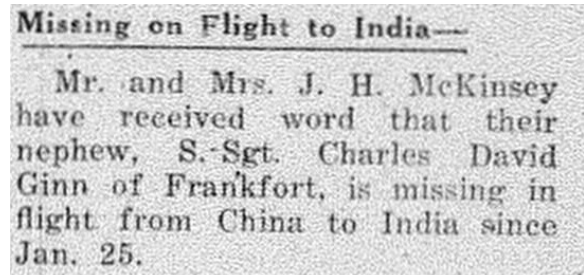 Missing on Flight to India—
Mr. and Mrs. J. H. McKinsey
have received word that their
nephew, S.-Sgt. Charles David
Ginn of Frankfort, is missing in
flight from China to India since
Jan. 25.